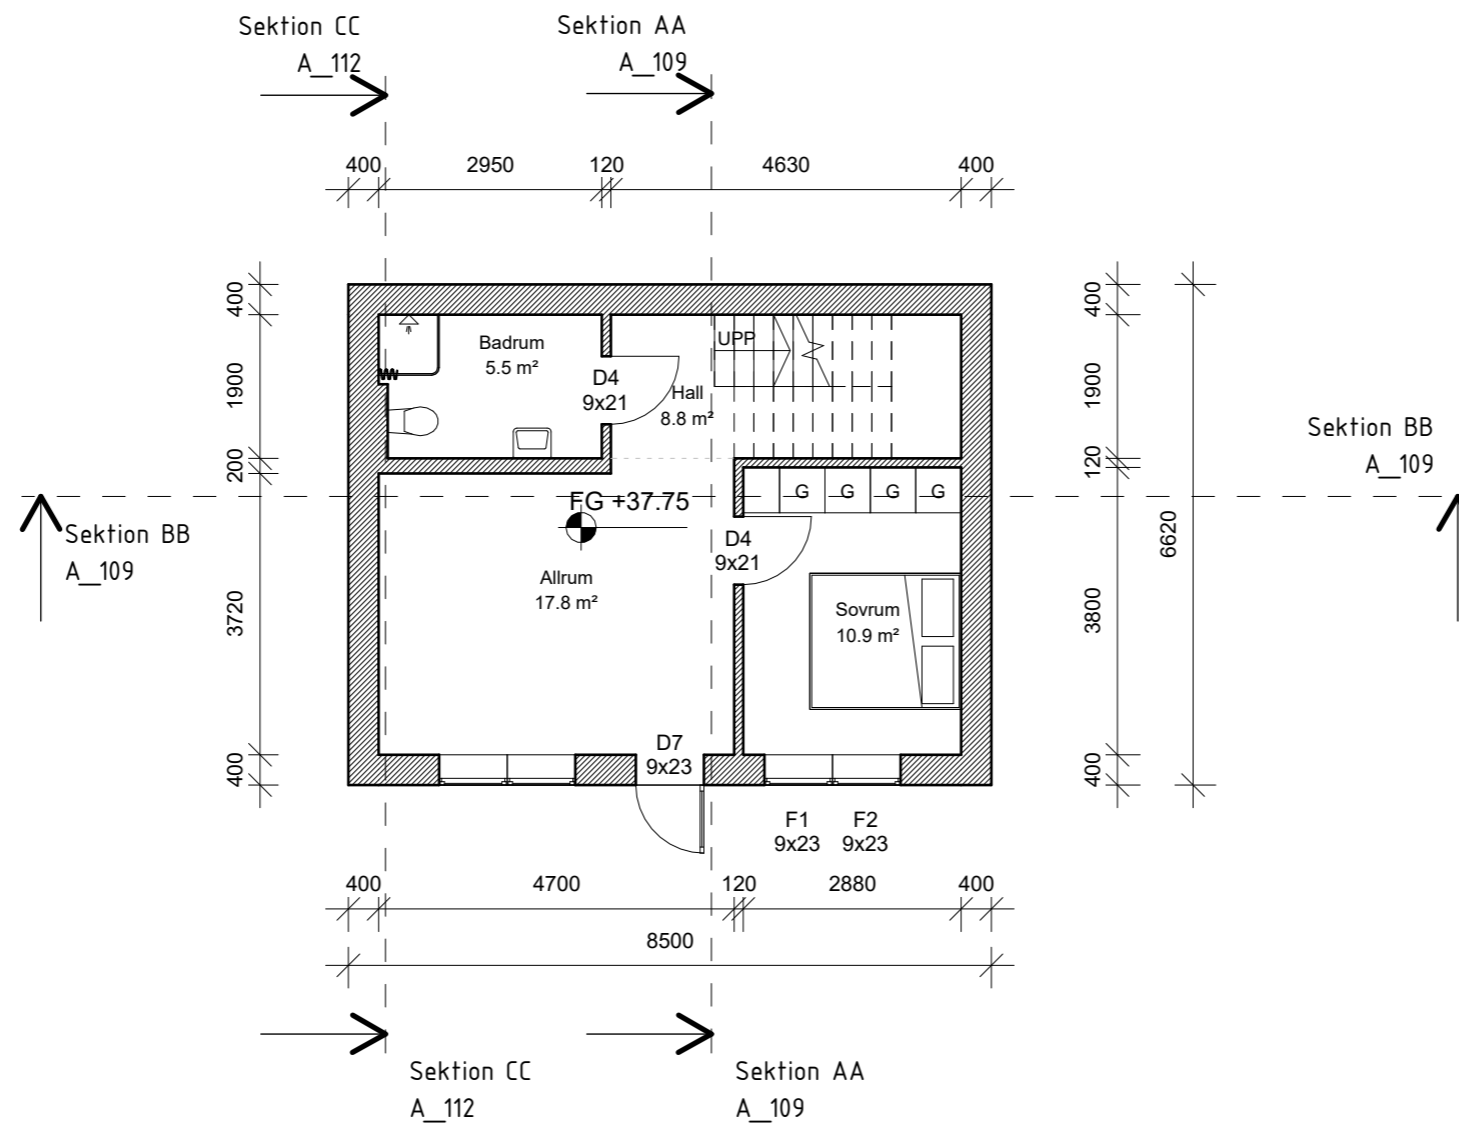 Sektion CC
A_112
Sektion AA
A_109
400
2950
120
4630
400
400
1900
200
3720
400
400
1900
120
3800
400
6620
Badrum
5.5 m²
D4
9x21
Hall
8.8 m²
UPP
Sektion BB
A_109
Sektion BB
A_109
FG +37.75
G
G
G
G
D4
9x21
Allrum
17.8 m²
Sovrum
10.9 m²
D7
9x23
F1
9x23
F2
9x23
400
4700
120
2880
400
8500
Sektion CC
A_112
Sektion AA
A_109